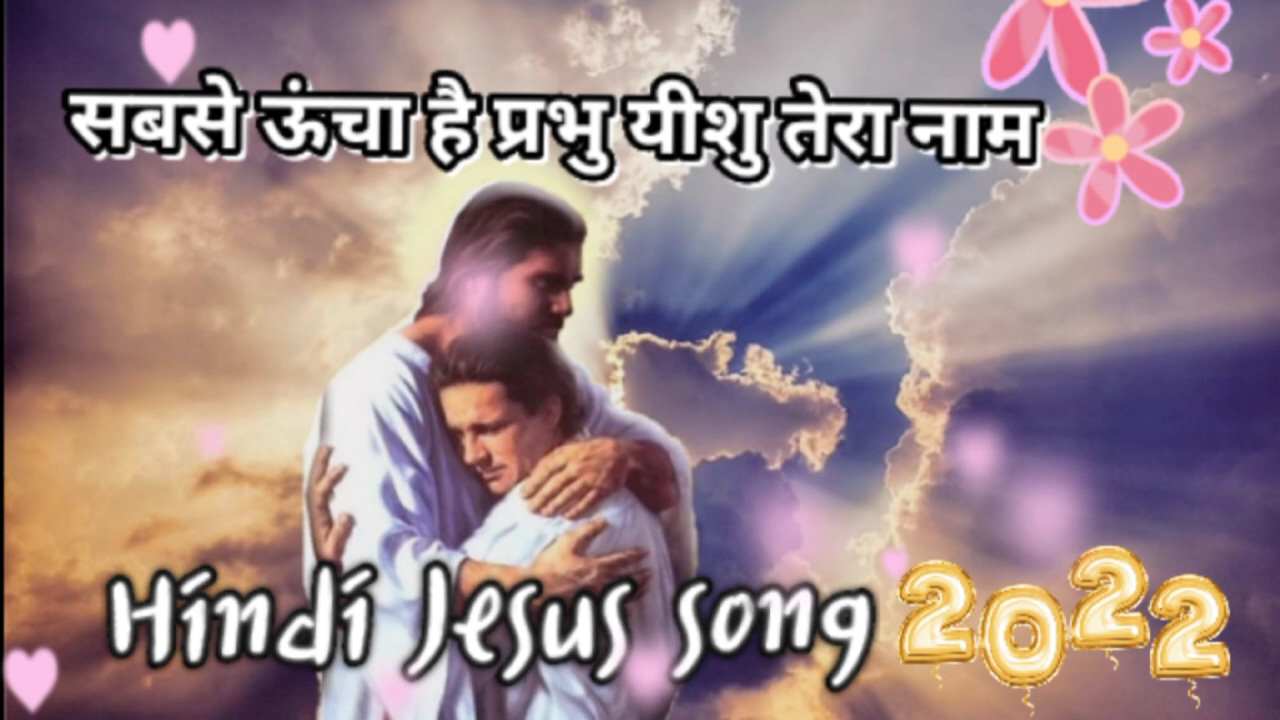 सबसे ऊंचा है प्रभु यीशु तेरा नाम
Hindi Jesus song 2022